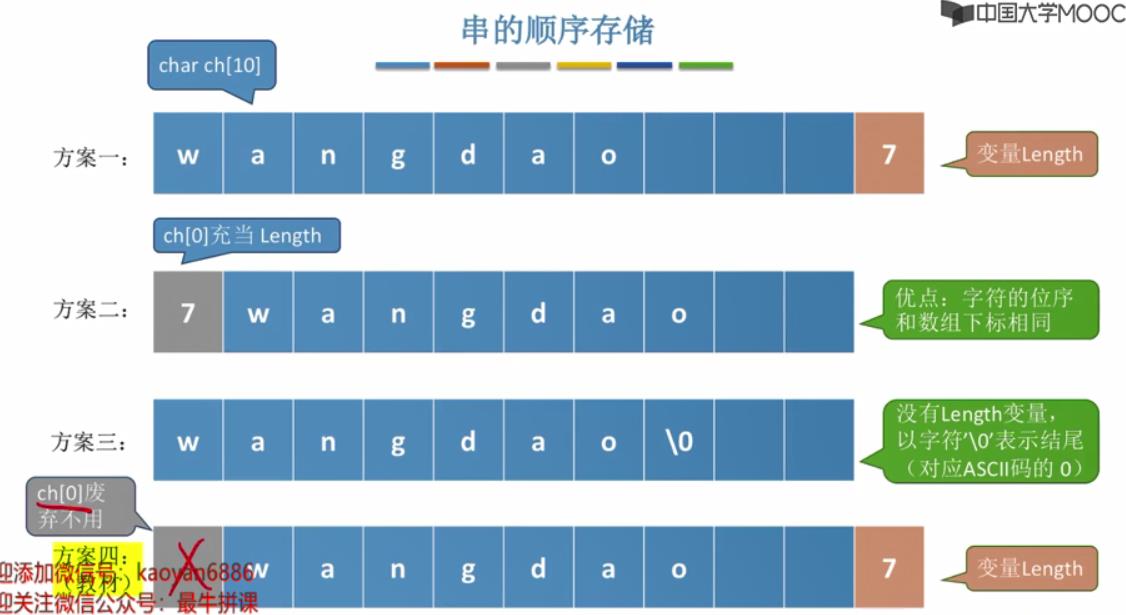 中国大学MOOC
串的顺序存储
char ch[10]
方案一：
w a n g d a o 7
变量Length
ch[0]充当 Length
方案二：
7 w a n g d a o
优点：字符的位序
和数组下标相同
方案三：
w a n g d a o \0
没有Length变量，
以字符'\0'表示结尾
（对应ASCII码的 0）
ch[0]废
弃不用
方案四：
（教材）
w a n g d a o 7
变量Length
迎添加微信号：kaoyan6886
迎关注微信公众号：最牛拼课